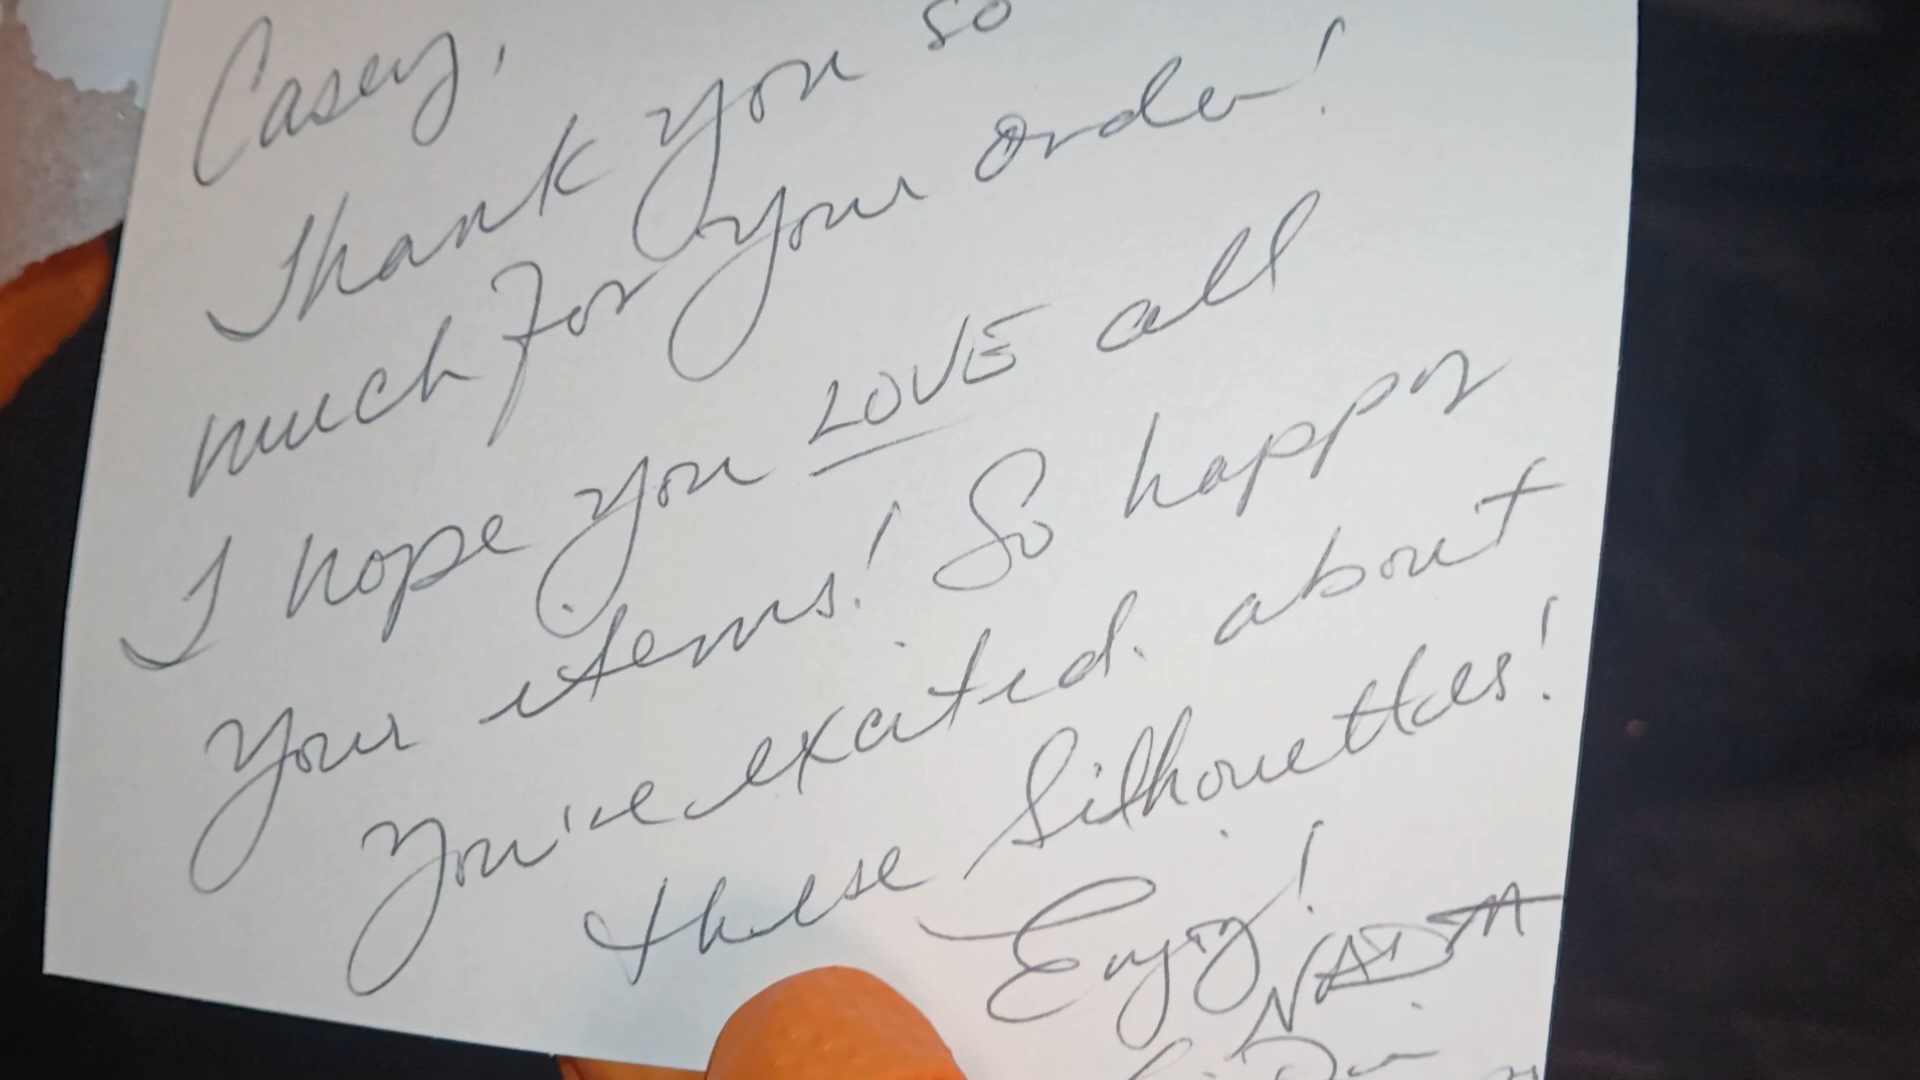 Casey,
Thank you so
much for your order!
I hope you LOVE all
your items! So happy
you're excited about
these Silhouettes!
Enjoy!
NADIA